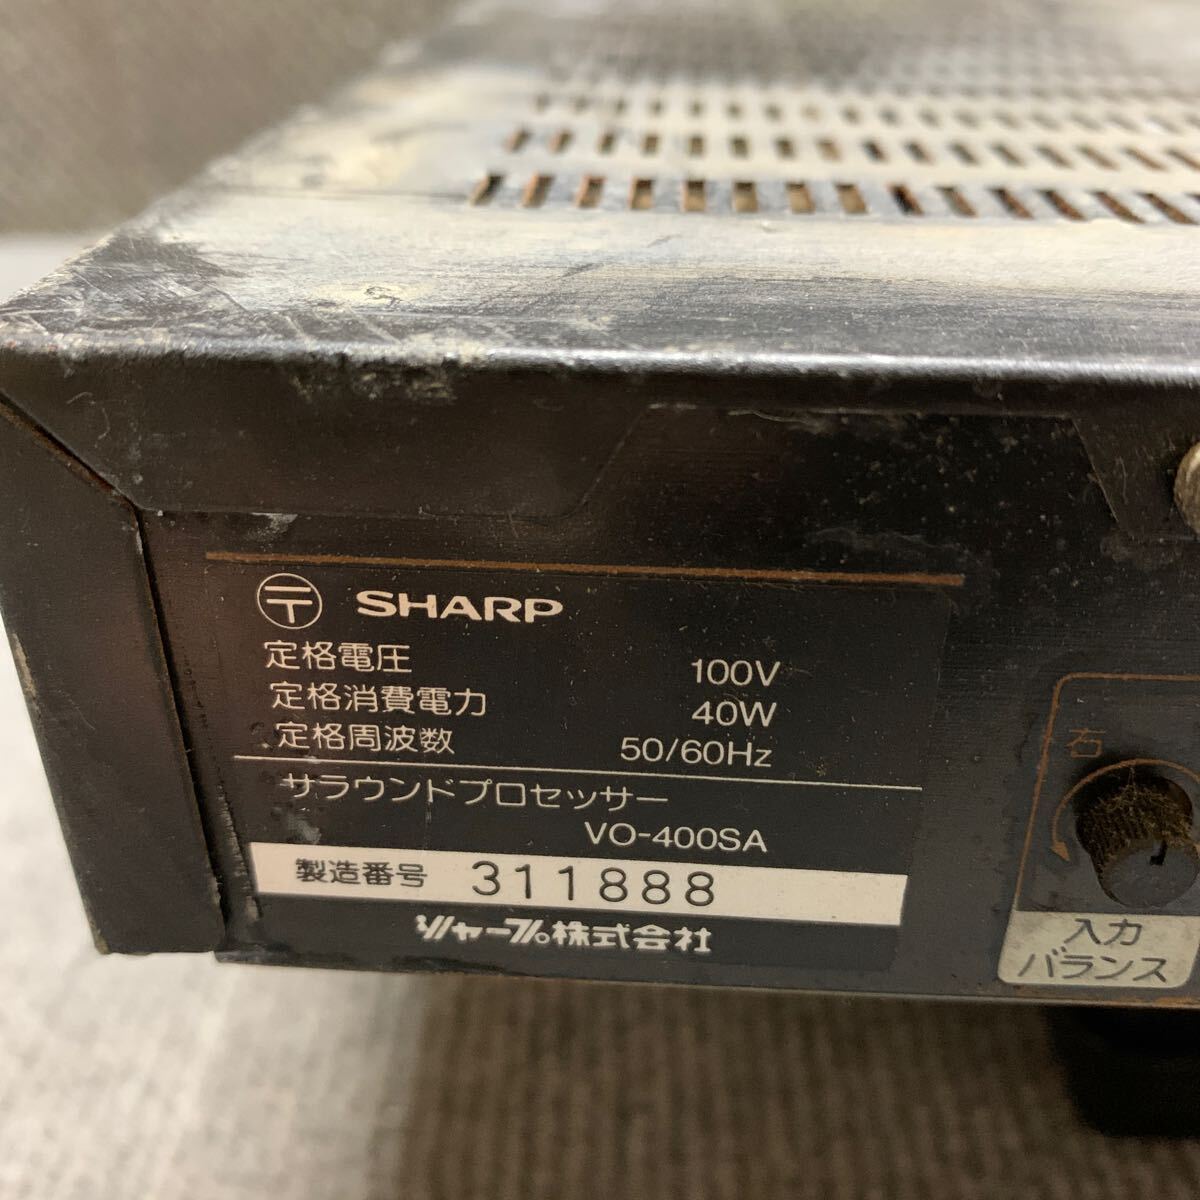 〒 SHARP
定格電圧 100V
定格消費電力 40W
定格周波数 50/60Hz
サラウンドプロセッサー
VO-400SA
製造番号 311888
シャープ株式会社
右
入力
バランス